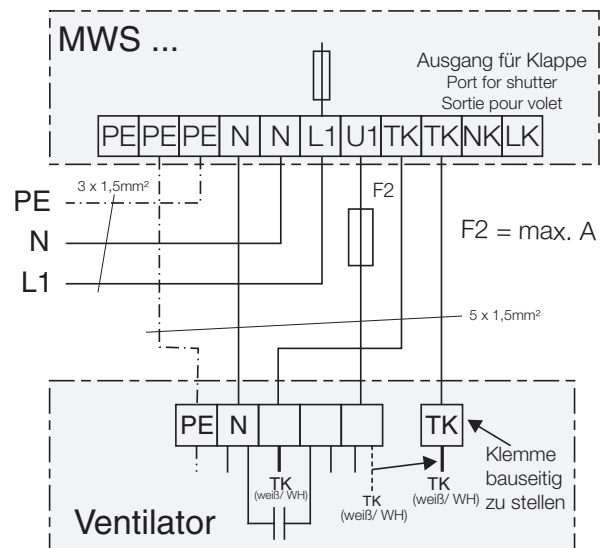 MWS ...
Ausgang für Klappe
Port for shutter
Sortie pour volet
PE PE PE N N L1 U1 TK TK NK LK
3 x 1,5mm²
F2
PE
N
F2 = max. A
L1
5 x 1,5mm²
PE N TK
Klemme
bauseitig
zu stellen
TK
(weiß/ WH)
TK
(weiß/ WH)
TK
(weiß/ WH)
Ventilator